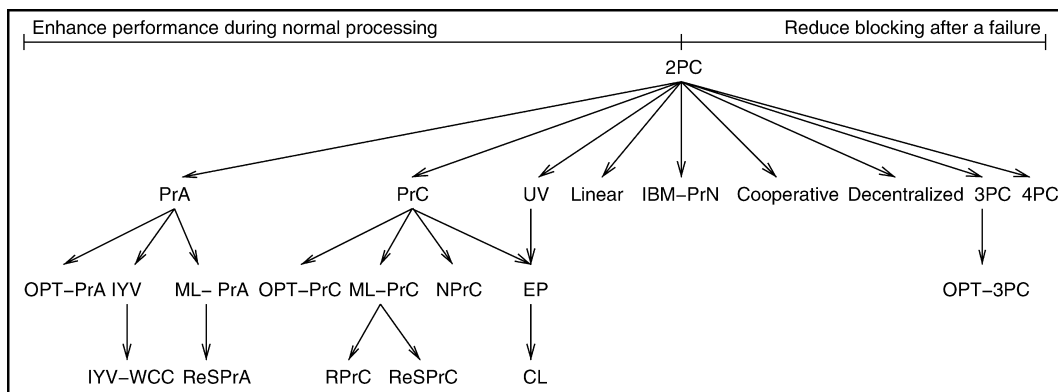 Enhance performance during normal processing Reduce blocking after a failure
2PC
PrA PrC UV Linear IBM–PrN Cooperative Decentralized 3PC 4PC
OPT–PrA IYV ML– PrA OPT–PrC ML–PrC NPrC EP OPT–3PC
IYV–WCC ReSPrA RPrC ReSPrC CL